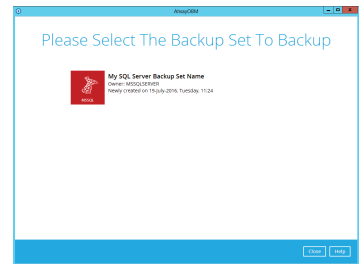 AhsayOBM
Please Select The Backup Set To Backup
My SQL Server Backup Set Name
Owner: MSSQLSERVER
Newly created on 19-July-2016, Tuesday, 11:24
MSSQL
Close
Help